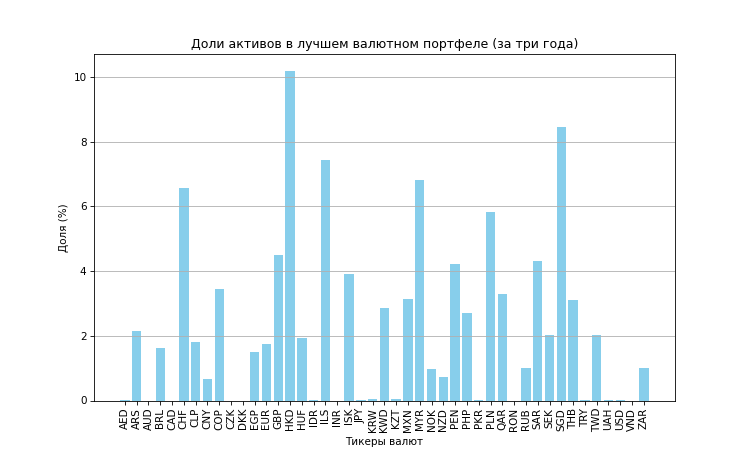 Доли активов в лучшем валютном портфеле (за три года)
Доля (%)
10
8
6
4
2
0
AED ARS AUD BRL CAD CHF CLP CNY COP CZK DKK EGP EUR GBP HKD HUF IDR ILS INR ISK JPY KRW KWD KZT MXN MYR NOK NZD PEN PHP PKR PLN QAR RON RUB SAR SEK SGD THB TRY TWD UAH USD VND ZAR
Тикеры валют